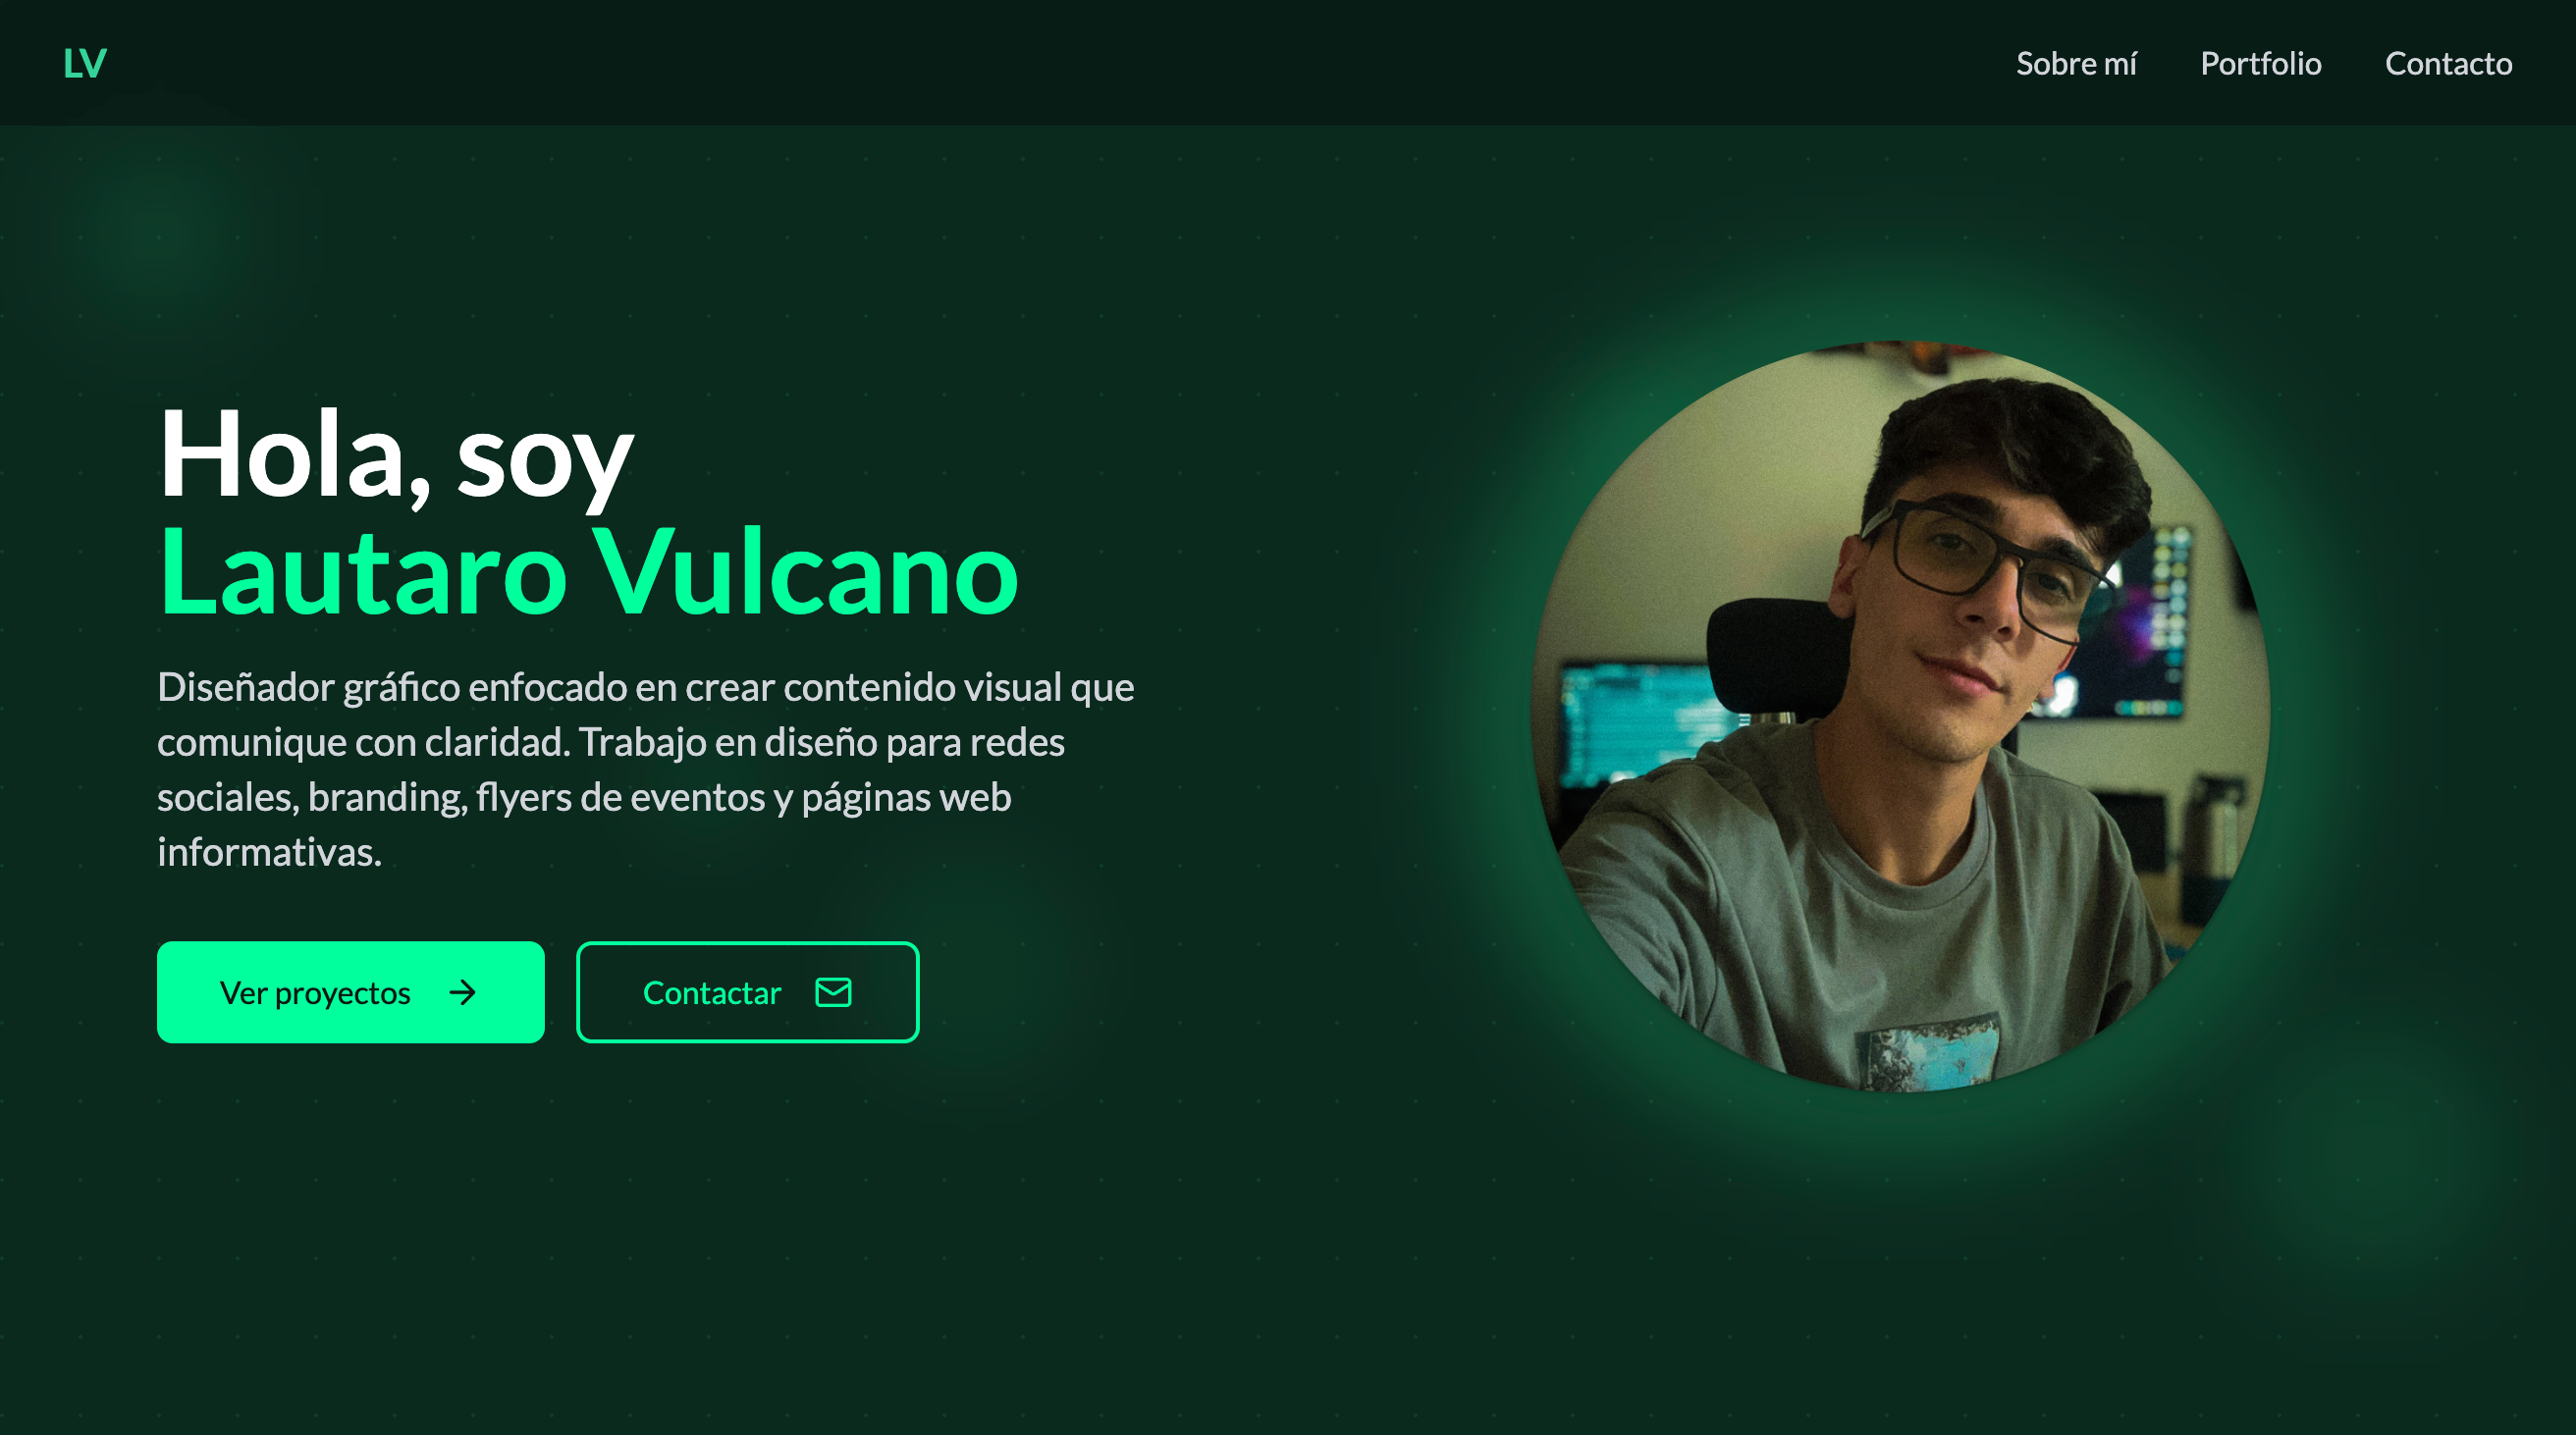 LV
Sobre mí
Portfolio
Contacto
Hola, soy
Lautaro Vulcano
Diseñador gráfico enfocado en crear contenido visual que
comunique con claridad. Trabajo en diseño para redes
sociales, branding, flyers de eventos y páginas web
informativas.
Ver proyectos
Contactar